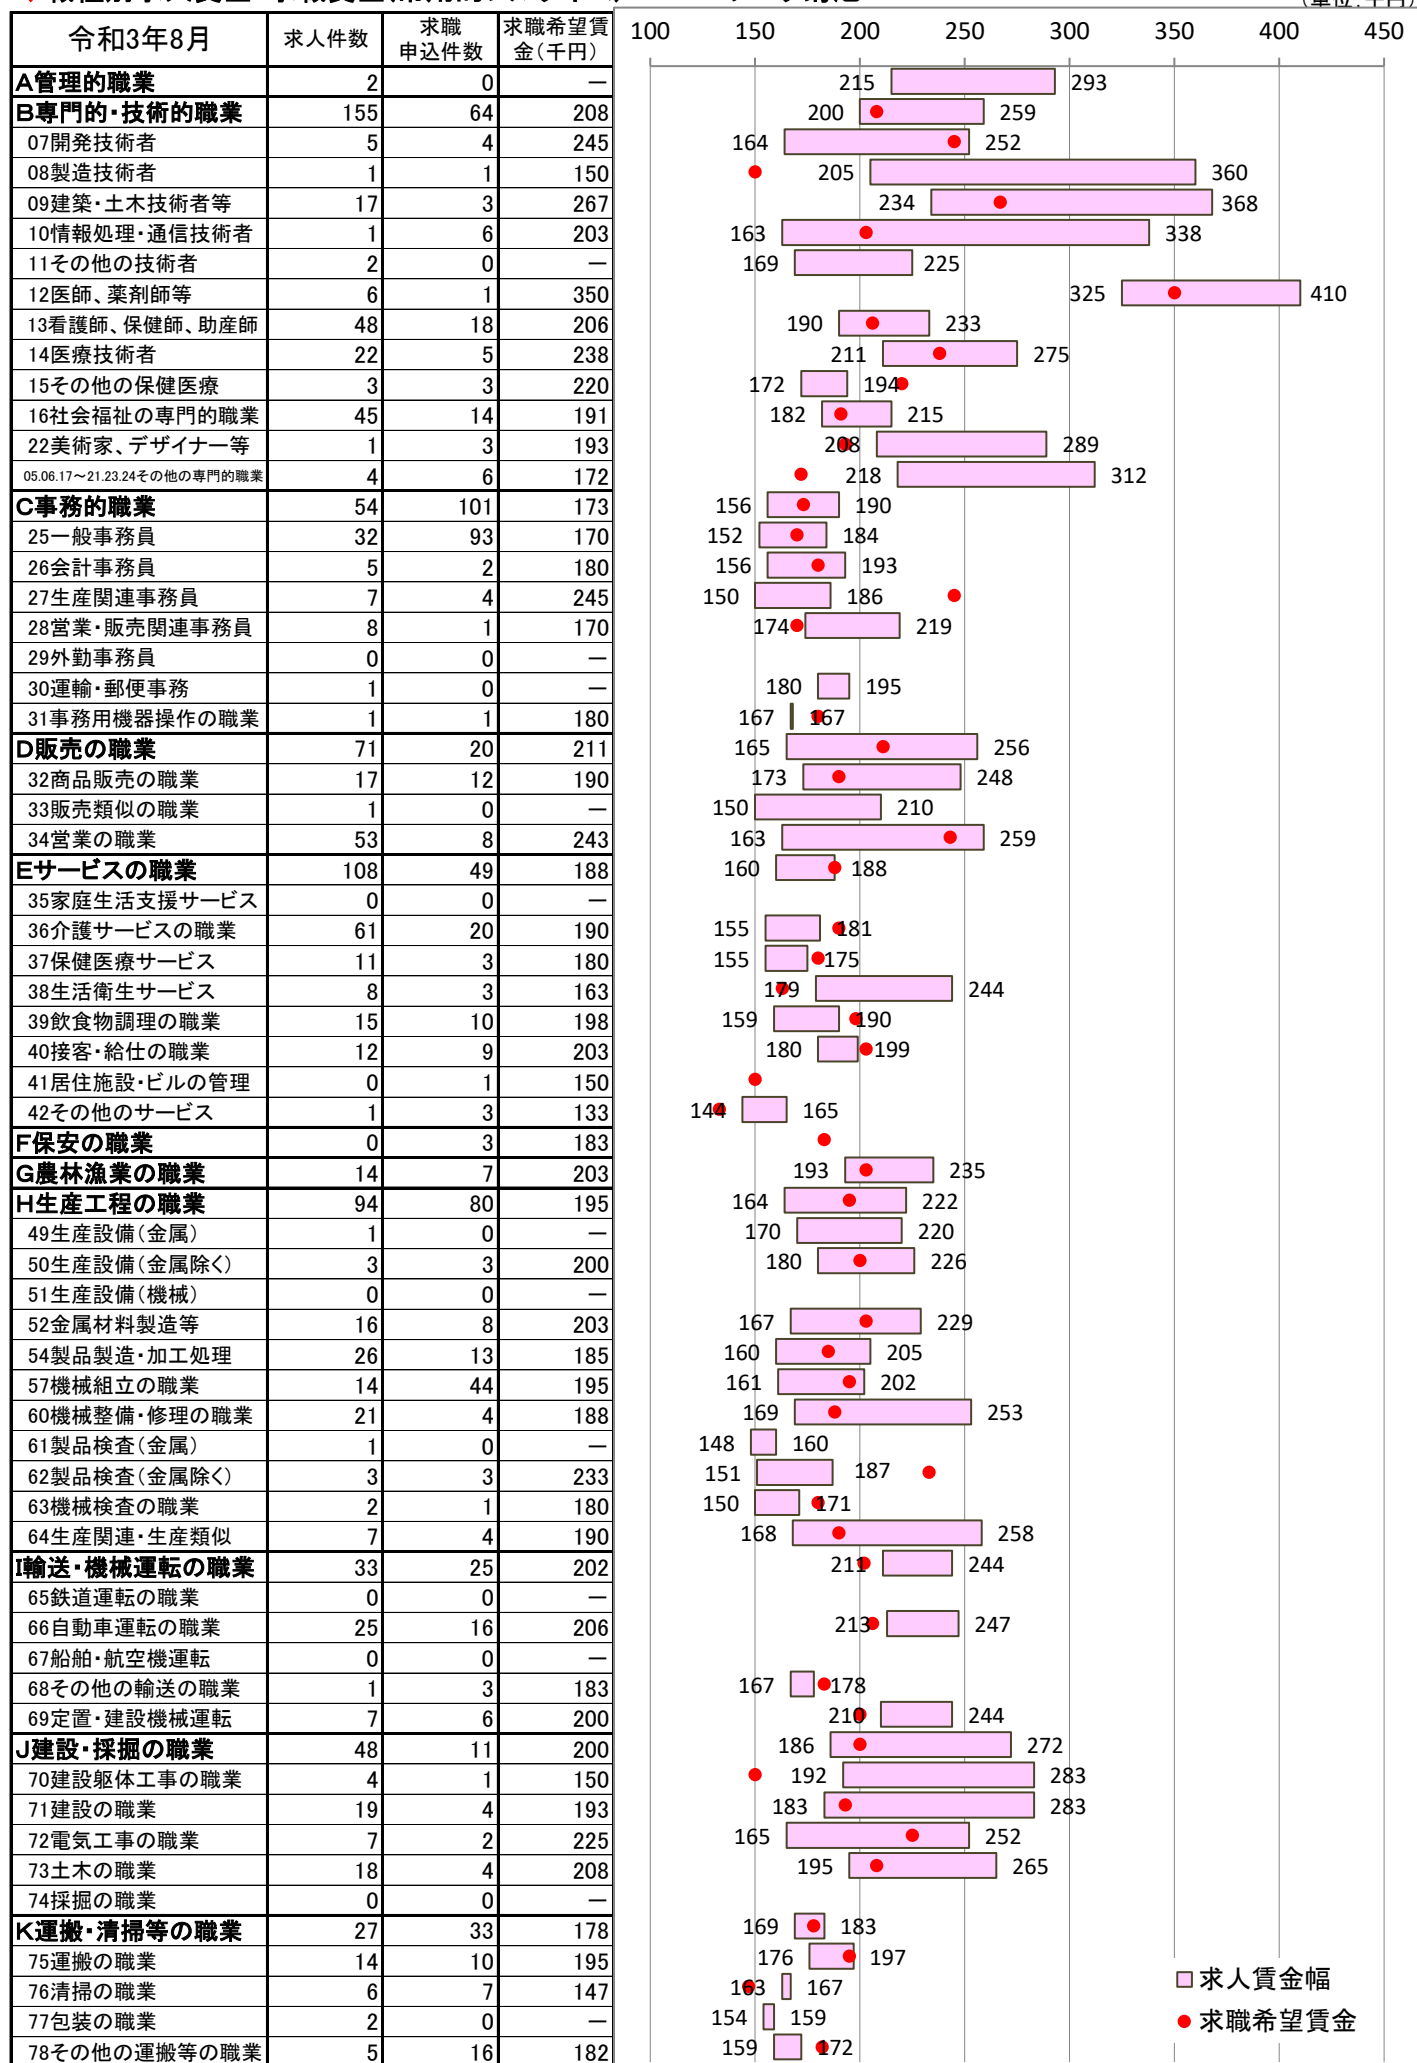 令和3年8月 求人件数 求職申込件数 求職希望賃金(千円) 100 150 200 250 300 350 400 450
A管理的職業 2 0 ― 215 293
B専門的・技術的職業 155 64 208 200 259
07開発技術者 5 4 245 164 252
08製造技術者 1 1 150 205 360
09建築・土木技術者等 17 3 267 234 368
10情報処理・通信技術者 1 6 203 163 338
11その他の技術者 2 0 ― 169 225
12医師、薬剤師等 6 1 350 325 410
13看護師、保健師、助産師 48 18 206 190 233
14医療技術者 22 5 238 211 275
15その他の保健医療 3 3 220 172 194
16社会福祉の専門的職業 45 14 191 182 215
22美術家、デザイナー等 1 3 193 208 289
05.06.17～21.23.24その他の専門的職業 4 6 172 218 312
C事務的職業 54 101 173 156 190
25一般事務員 32 93 170 152 184
26会計事務員 5 2 180 156 193
27生産関連事務員 7 4 245 150 186
28営業・販売関連事務員 8 1 170 174 219
29外勤事務員 0 0 ―
30運輸・郵便事務 1 0 ― 180 195
31事務用機器操作の職業 1 1 180 167 167
D販売の職業 71 20 211 165 256
32商品販売の職業 17 12 190 173 248
33販売類似の職業 1 0 ― 150 210
34営業の職業 53 8 243 163 259
Eサービスの職業 108 49 188 160 188
35家庭生活支援サービス 0 0 ―
36介護サービスの職業 61 20 190 155 181
37保健医療サービス 11 3 180 155 175
38生活衛生サービス 8 3 163 179 244
39飲食物調理の職業 15 10 198 159 190
40接客・給仕の職業 12 9 203 180 199
41居住施設・ビルの管理 0 1 150
42その他のサービス 1 3 133 144 165
F保安の職業 0 3 183
G農林漁業の職業 14 7 203 193 235
H生産工程の職業 94 80 195 164 222
49生産設備(金属) 1 0 ― 170 220
50生産設備(金属除く) 3 3 200 180 226
51生産設備(機械) 0 0 ―
52金属材料製造等 16 8 203 167 229
54製品製造・加工処理 26 13 185 160 205
57機械組立の職業 14 44 195 161 202
60機械整備・修理の職業 21 4 188 169 253
61製品検査(金属) 1 0 ― 148 160
62製品検査(金属除く) 3 3 233 151 187
63機械検査の職業 2 1 180 150 171
64生産関連・生産類似 7 4 190 168 258
I輸送・機械運転の職業 33 25 202 211 244
65鉄道運転の職業 0 0 ―
66自動車運転の職業 25 16 206 213 247
67船舶・航空機運転 0 0 ―
68その他の輸送の職業 1 3 183 167 178
69定置・建設機械運転 7 6 200 210 244
J建設・採掘の職業 48 11 200 186 272
70建設躯体工事の職業 4 1 150 192 283
71建設の職業 19 4 193 183 283
72電気工事の職業 7 2 225 165 252
73土木の職業 18 4 208 195 265
74採掘の職業 0 0 ―
K運搬・清掃等の職業 27 33 178 169 183
75運搬の職業 14 10 195 176 197
76清掃の職業 6 7 147 163 167
77包装の職業 2 0 ― 154 159
78その他の運搬等の職業 5 16 182 159 172
求人賃金幅
求職希望賃金